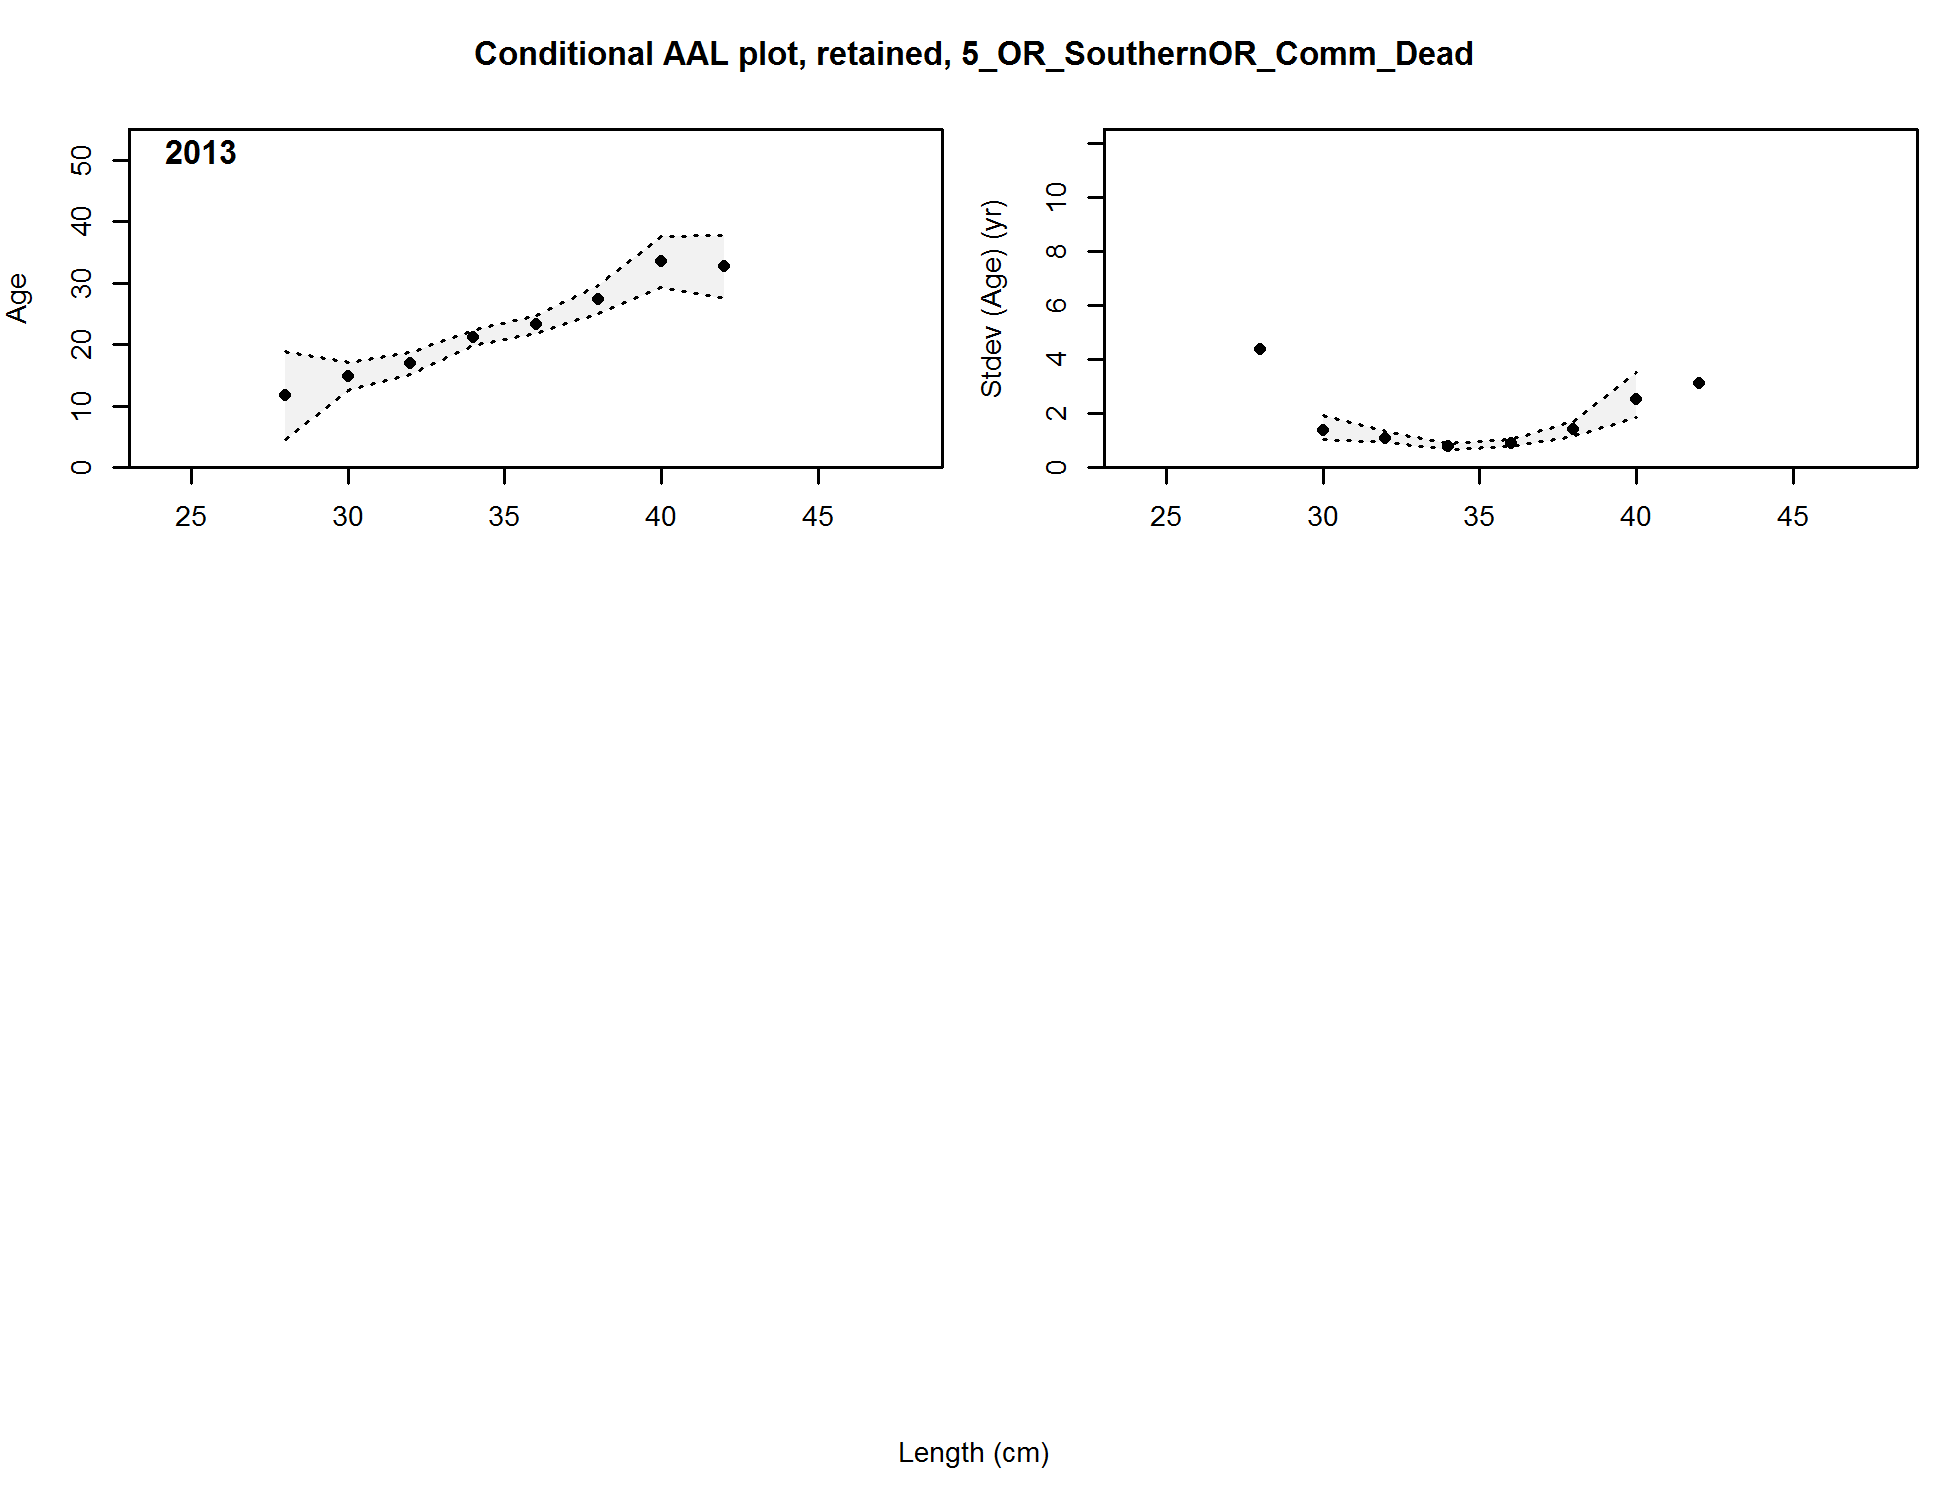 Conditional AAL plot, retained, 5_OR_SouthernOR_Comm_Dead
2013
Age
0 10 20 30 40 50
25 30 35 40 45
Stdev (Age) (yr)
0 2 4 6 8 10
25 30 35 40 45
Length (cm)